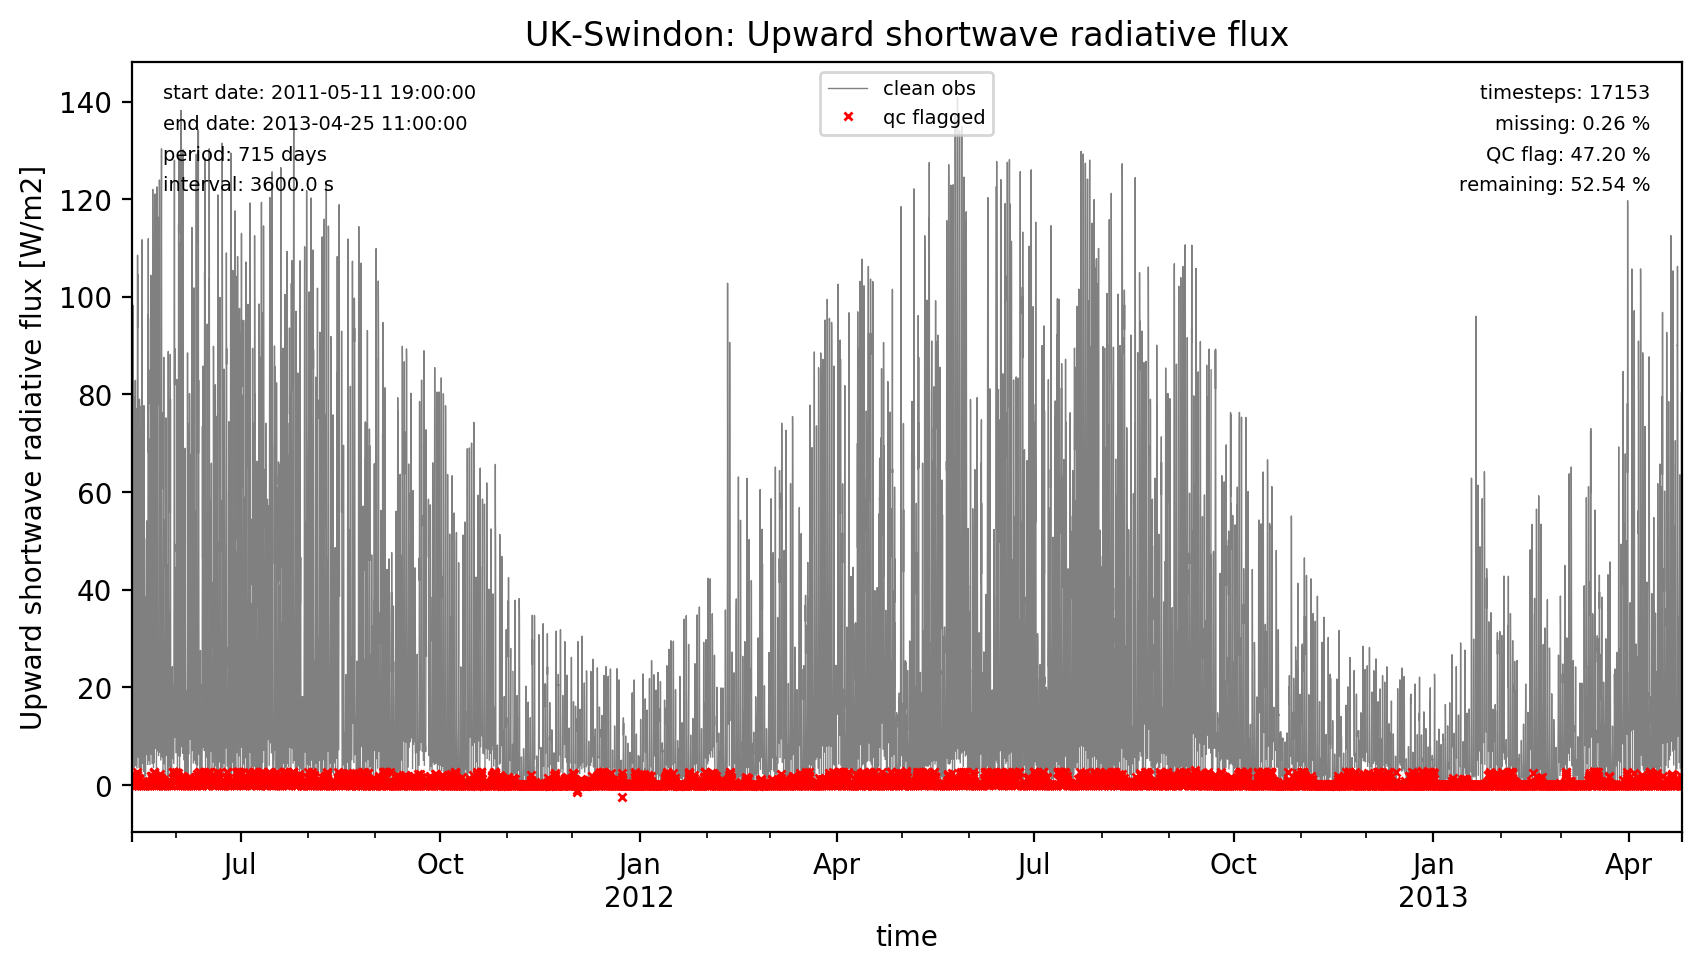 UK-Swindon: Upward shortwave radiative flux
start date: 2011-05-11 19:00:00
end date: 2013-04-25 11:00:00
period: 715 days
interval: 3600.0 s
clean obs
qc flagged
timesteps: 17153
missing: 0.26 %
QC flag: 47.20 %
remaining: 52.54 %
Upward shortwave radiative flux [W/m2]
140
120
100
80
60
40
20
0
Jul
Oct
Jan
2012
Apr
Jul
Oct
Jan
2013
Apr
time